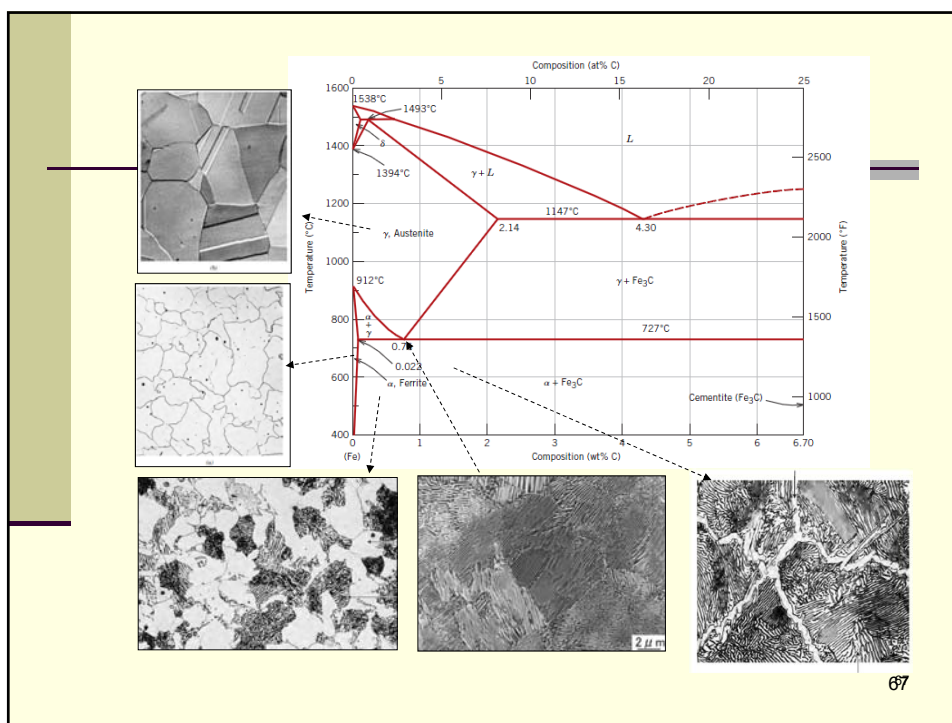 Composition (at% C)
0 5 10 15 20 25
1600
1538°C
1493°C
δ
L
1400
1394°C
γ + L
2500
1200
1147°C
γ, Austenite
2.14
4.30
2000
Temperature (°C)
Temperature (°F)
1000
912°C
γ + Fe₃C
α
+
γ
800
727°C
1500
0.7
0.022
600
α, Ferrite
α + Fe₃C
Cementite (Fe₃C)
1000
400
0 1 2 3 4 5 6 6.70
(Fe)
Composition (wt% C)
2 μm
67